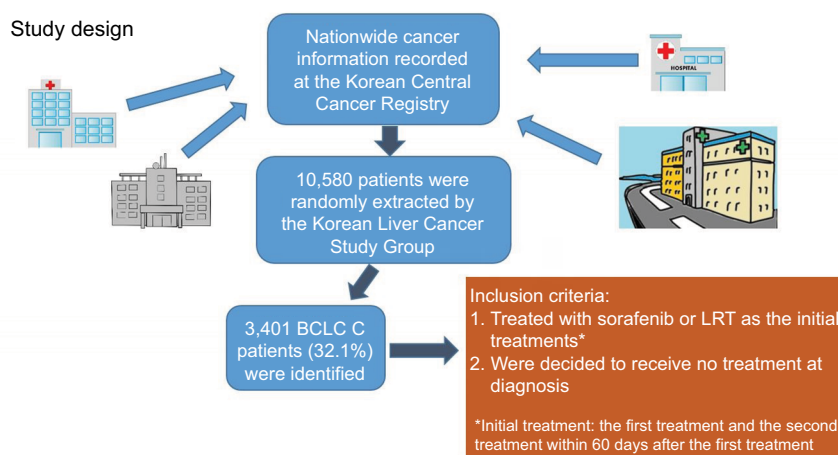 Study design
Nationwide cancer
information recorded
at the Korean Central
Cancer Registry
HOSPITAL
10,580 patients were
randomly extracted by
the Korean Liver Cancer
Study Group
3,401 BCLC C
patients (32.1%)
were identified
Inclusion criteria:
1. Treated with sorafenib or LRT as the initial
treatments*
2. Were decided to receive no treatment at
diagnosis
*Initial treatment: the first treatment and the second
treatment within 60 days after the first treatment